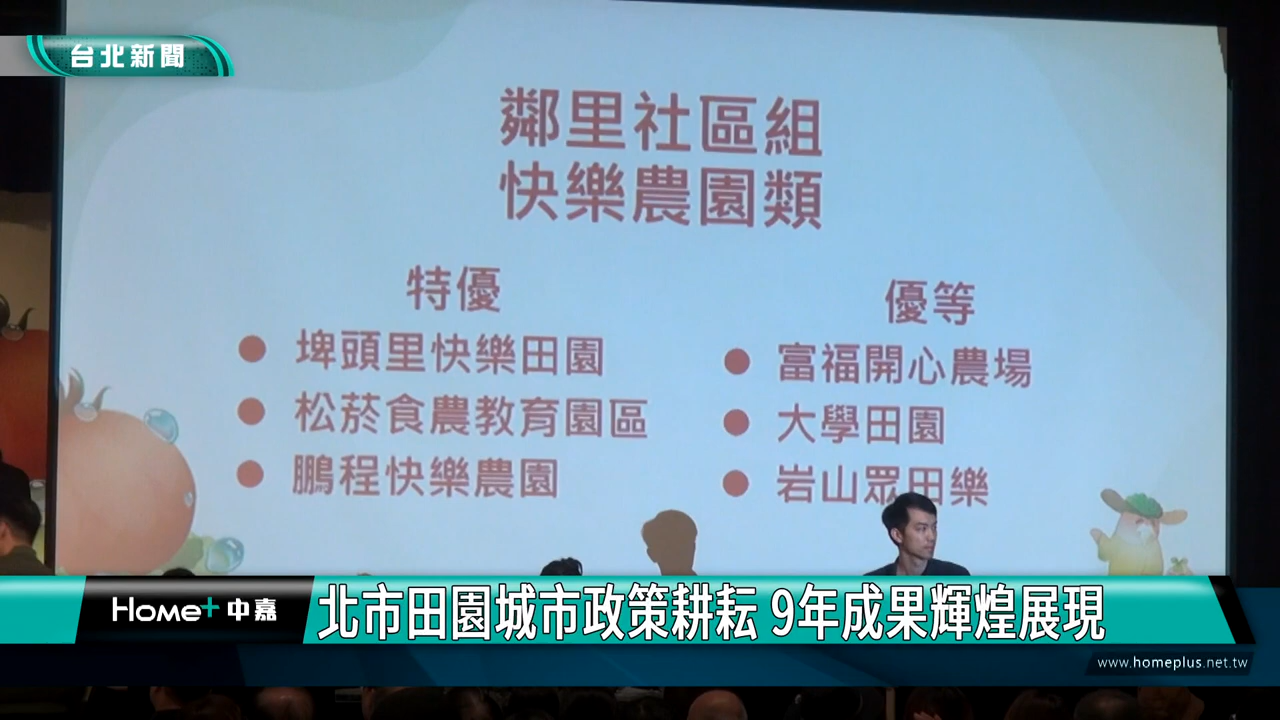 台北新聞
鄰里社區組
快樂農園類
特優
埤頭里快樂田園
松菸食農教育園區
鵬程快樂農園
優等
富福開心農場
大學田園
岩山眾田樂
Home+中嘉
北市田園城市政策耕耘 9年成果輝煌展現
www.homeplus.net.tw